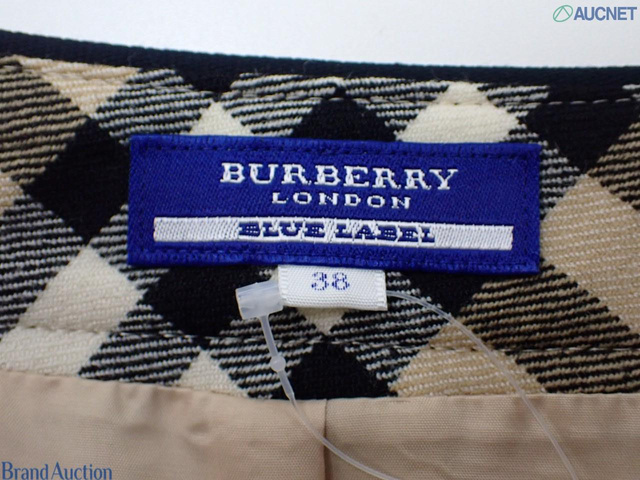 AUCNET
BURBERRY
LONDON
BLUE LABEL
38
Brand Auction